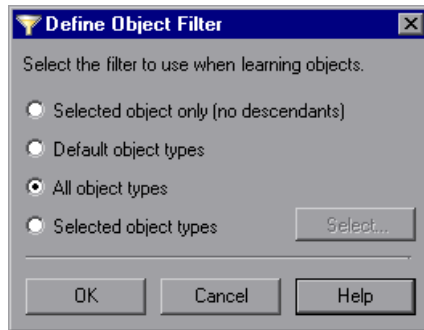 Define Object Filter
Select the filter to use when learning objects.
Selected object only (no descendants)
Default object types
All object types
Selected object types
Select...
OK Cancel Help